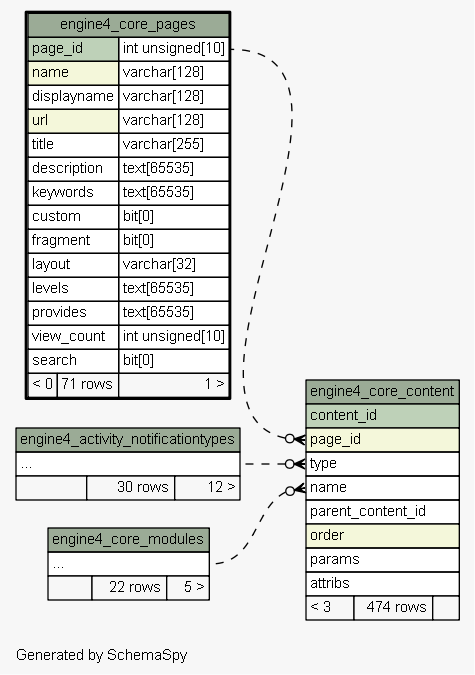 engine4_core_pages
page_id int unsigned[10]
name varchar[128]
displayname varchar[128]
url varchar[128]
title varchar[255]
description text[65535]
keywords text[65535]
custom bit[0]
fragment bit[0]
layout varchar[32]
levels text[65535]
provides text[65535]
view_count int unsigned[10]
search bit[0]
< 0 71 rows 1 >
engine4_core_content
content_id
page_id
type
name
parent_content_id
order
params
attribs
< 3 474 rows
engine4_activity_notificationtypes
...
30 rows 12 >
engine4_core_modules
...
22 rows 5 >
Generated by SchemaSpy